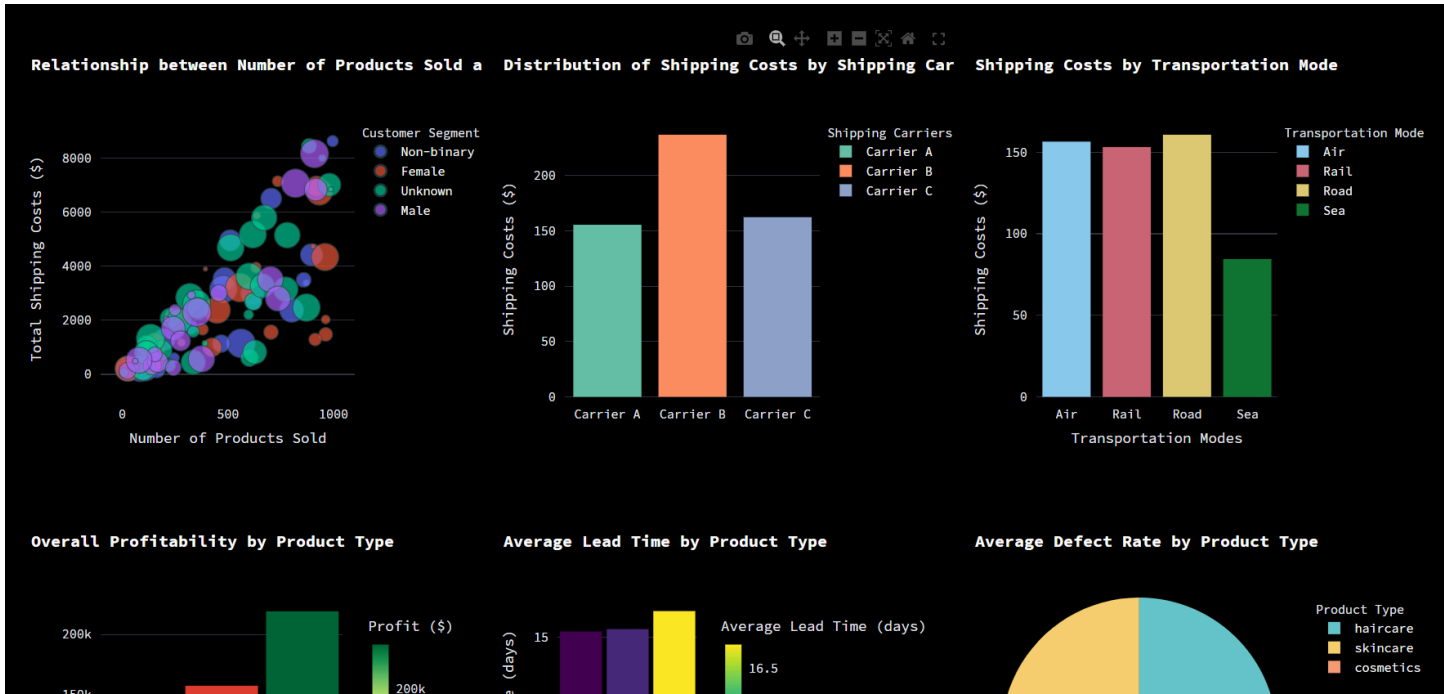 Relationship between Number of Products Sold a
Customer Segment
Non-binary
Female
Unknown
Male
Total Shipping Costs ($)
8000
6000
4000
2000
0
0 500 1000
Number of Products Sold
Distribution of Shipping Costs by Shipping Car
Shipping Carriers
Carrier A
Carrier B
Carrier C
Shipping Costs ($)
200
150
100
50
0
Carrier A Carrier B Carrier C
Shipping Costs by Transportation Mode
Transportation Mode
Air
Rail
Road
Sea
Shipping Costs ($)
150
100
50
0
Air Rail Road Sea
Transportation Modes
Overall Profitability by Product Type
200k
150k
Profit ($)
200k
Average Lead Time by Product Type
(days)
15
Average Lead Time (days)
16.5
Average Defect Rate by Product Type
Product Type
haircare
skincare
cosmetics